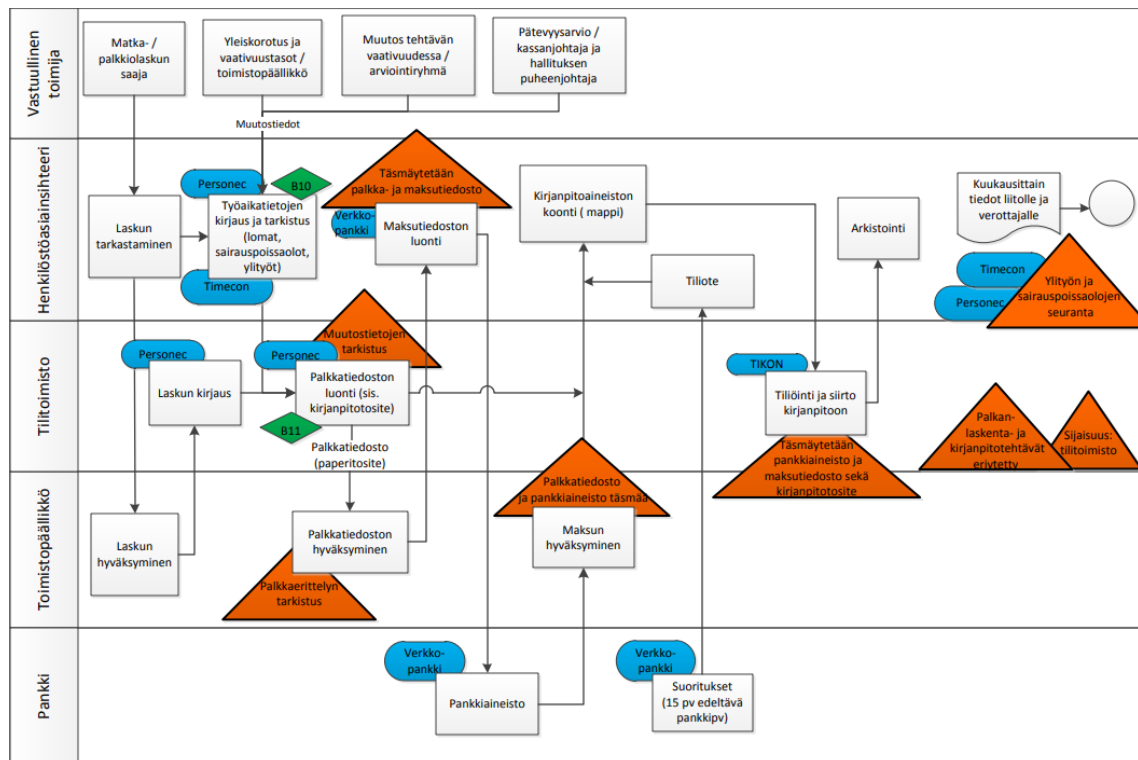 Vastuullinen
toimija
Matka- /
palkkiolaskun
saaja
Yleiskorotus ja
vaativuustasot /
toimistopäällikkö
Muutos tehtävän
vaativuudessa /
arviointiryhmä
Pätevyysarvio /
kassanjohtaja ja
hallituksen
puheenjohtaja
Muutostiedot
Henkilöstöasiainsihteeri
Laskun
tarkastaminen
Personec
B10
Työaikatietojen
kirjaus ja tarkistus
(lomat,
sairauspoissaolot,
ylityöt)
Timecon
Täsmäytetään
palkka- ja maksutiedosto
Verkko-
pankki
Maksutiedoston
luonti
Kirjanpitoaineiston
koonti ( mappi)
Tiliote
Arkistointi
Kuukausittain
tiedot liitolle ja
verottajalle
Timecon
Personec
Ylityön ja
sairauspoissaolojen
seuranta
Tilitoimisto
Personec
Laskun kirjaus
Muutostietojen
tarkistus
Personec
Palkkatiedoston
luonti (sis.
kirjanpitotosite)
B11
Palkkatiedosto
(paperitosite)
TIKON
Tiliöinti ja siirto
kirjanpitoon
Täsmäytetään
pankkiaineisto ja
maksutiedosto sekä
kirjanpitotosite
Palkan-
laskenta- ja
kirjanpitotehtävät
eriytetty
Sijaisuus:
tilitoimisto
Toimistopäällikkö
Laskun
hyväksyminen
Palkkatiedoston
hyväksyminen
Palkkaerittelyn
tarkistus
Palkkatiedosto
ja pankkiaineisto täsmää
Maksun
hyväksyminen
Pankki
Verkko-
pankki
Pankkiaineisto
Verkko-
pankki
Suoritukset
(15 pv edeltävä
pankkipv)